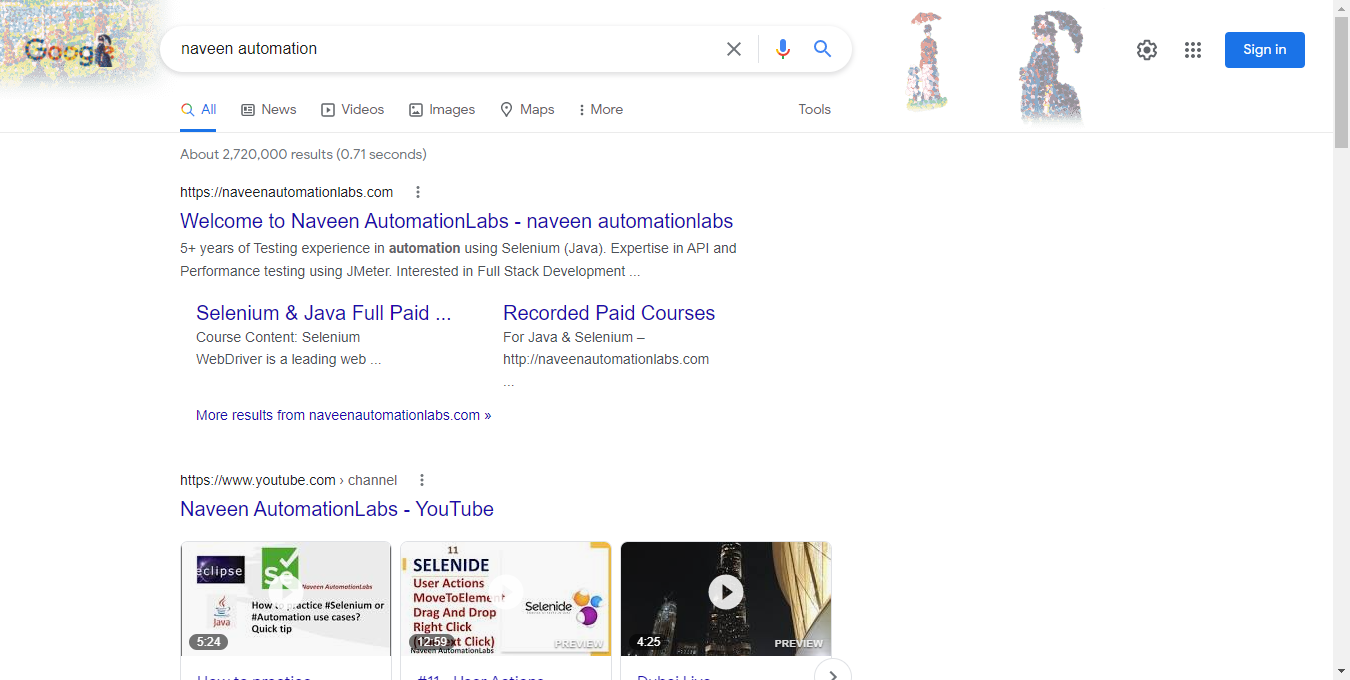 Google
naveen automation
Sign in
All
News
Videos
Images
Maps
More
Tools
About 2,720,000 results (0.71 seconds)
https://naveenautomationlabs.com
Welcome to Naveen AutomationLabs - naveen automationlabs
5+ years of Testing experience in automation using Selenium (Java). Expertise in API and
Performance testing using JMeter. Interested in Full Stack Development ...
Selenium & Java Full Paid ...
Course Content: Selenium
WebDriver is a leading web ...
Recorded Paid Courses
For Java & Selenium –
http://naveenautomationlabs.com
...
More results from naveenautomationlabs.com »
https://www.youtube.com › channel
Naveen AutomationLabs - YouTube
eclipse
Se
Naveen AutomationLabs
Java
How to practice #Selenium or
#Automation use cases?
Quick tip
5:24
11
SELENIDE
User Actions
MoveToElement
Drag And Drop
Right Click
Click)
Naveen AutomationLabs
Selenide
12:59
PREVIEW
4:25
PREVIEW
How to practice
#11 - User Actions
Dubai Live